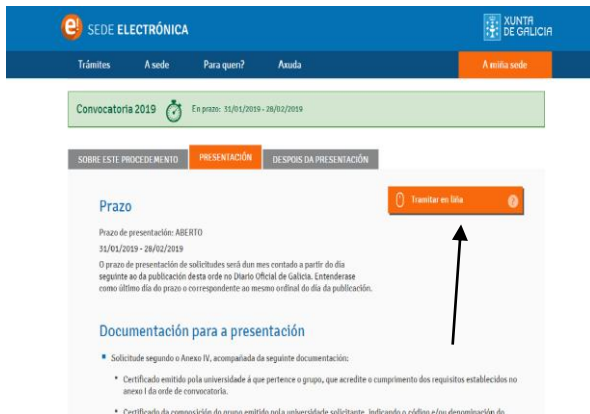 e! SEDE ELECTRÓNICA
XUNTA
DE GALICIA
Trámites A sede Para quen? Axuda A miña sede
Convocatoria 2019 En prazo: 31/01/2019 - 28/02/2019
SOBRE ESTE PROCEDEMENTO PRESENTACIÓN DESPOIS DA PRESENTACIÓN
Tramitar en liña ?
Prazo
Prazo de presentación: ABERTO
31/01/2019 - 28/02/2019
O prazo de presentación de solicitudes será dun mes contado a partir do día
seguinte ao da publicación desta orde no Diario Oficial de Galicia. Entenderase
como último día do prazo o correspondente ao mesmo ordinal do día da publicación.
Documentación para a presentación
Solicitude segundo o Anexo IV, acompañada da seguinte documentación:
Certificado emitido pola universidade á que pertence o grupo, que acredite o cumprimento dos requisitos establecidos no
anexo I da orde de convocatoria.
Certificado da composición do grupo emitido pola universidade solicitante, indicando o código e/ou denominación do